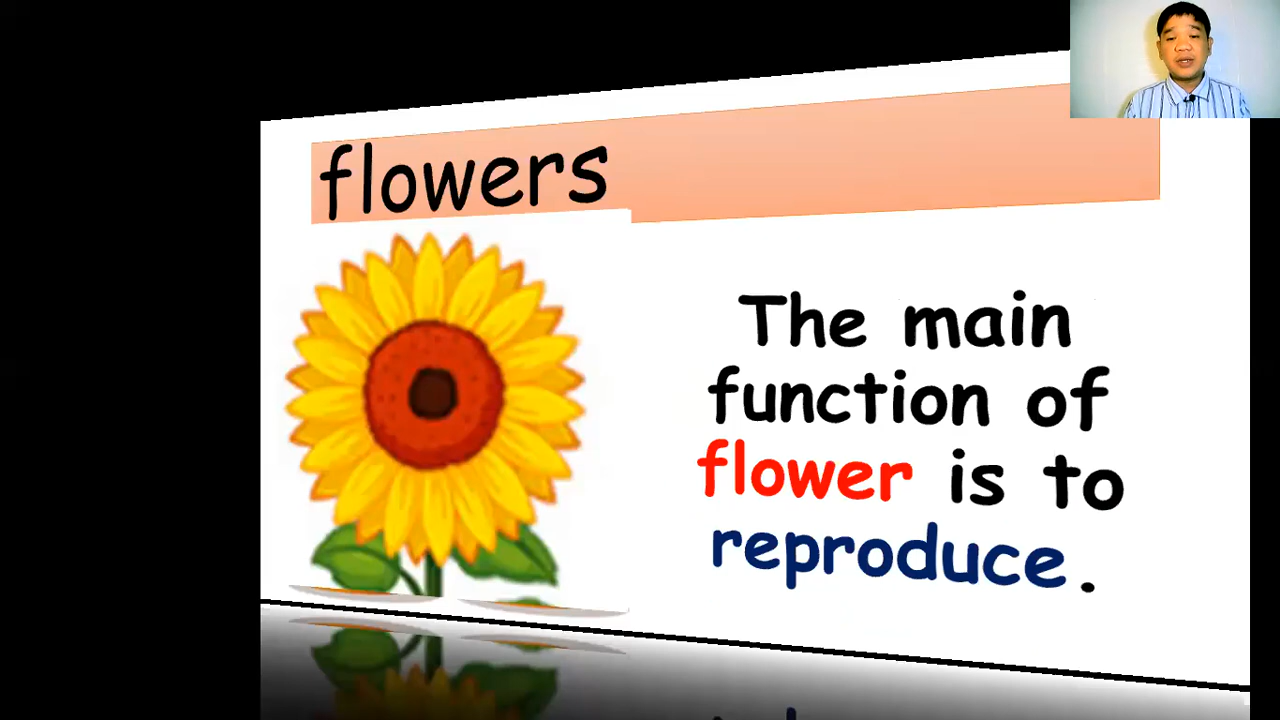 flowers
The main
function of
flower is to
reproduce.